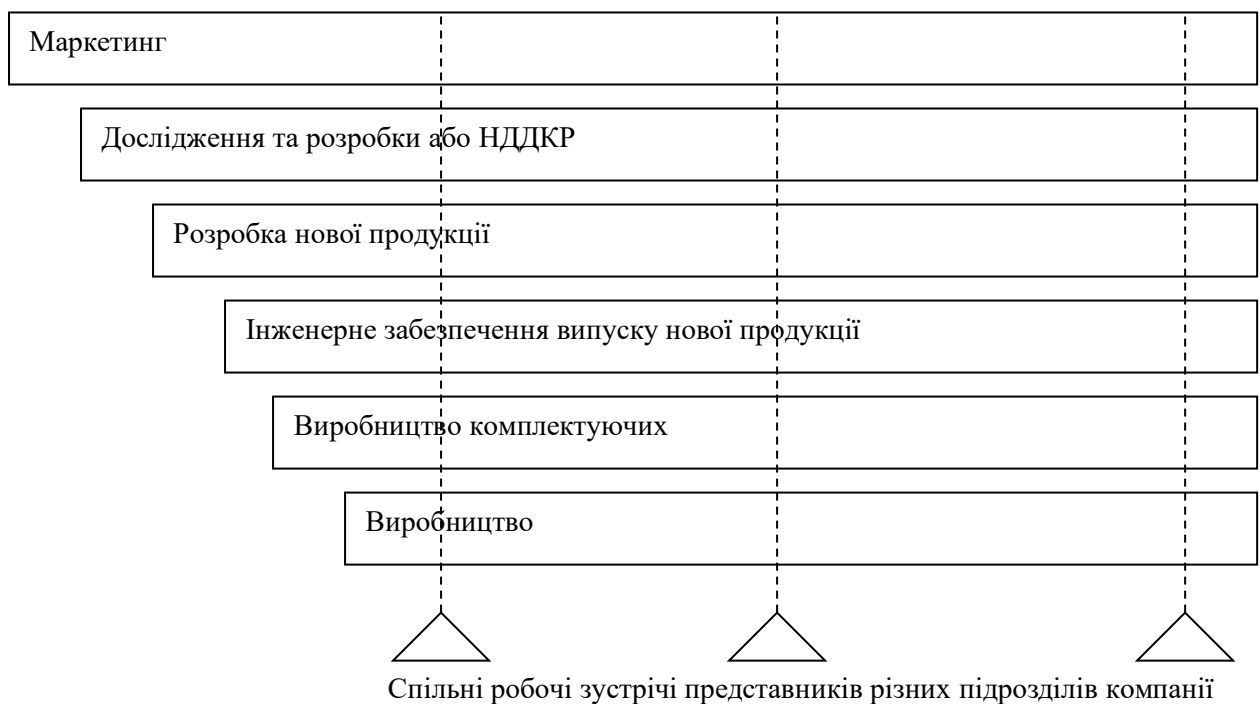 Маркетинг
Дослідження та розробки або НДДКР
Розробка нової продукції
Інженерне забезпечення випуску нової продукції
Виробництво комплектуючих
Виробництво
Спільні робочі зустрічі представників різних підрозділів компанії